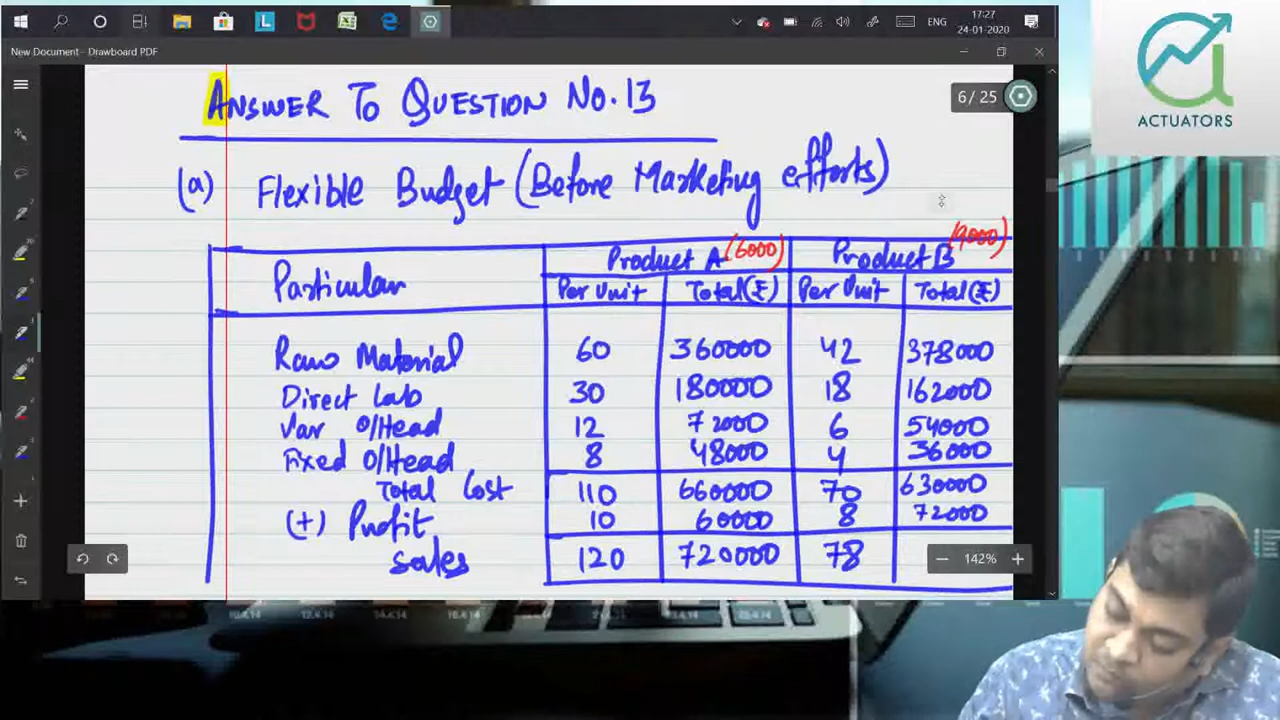 17:27
ENG
24-01-2020
New Document - Drawboard PDF
ACTUATORS
ANSWER TO QUESTION No. 13
6 / 25
(a) Flexible Budget (Before Marketing efforts)
Particulars Product A (6000) Product B (9000)
Per Unit Total (₹) Per Unit Total (₹)
Raw Material 60 360000 42 378000
Direct Lab 30 180000 18 162000
Var O/Head 12 72000 6 54000
Fixed O/Head 8 48000 4 36000
Total Cost 110 660000 70 630000
(+) Profit 10 60000 8 72000
Sales 120 720000 78
142%